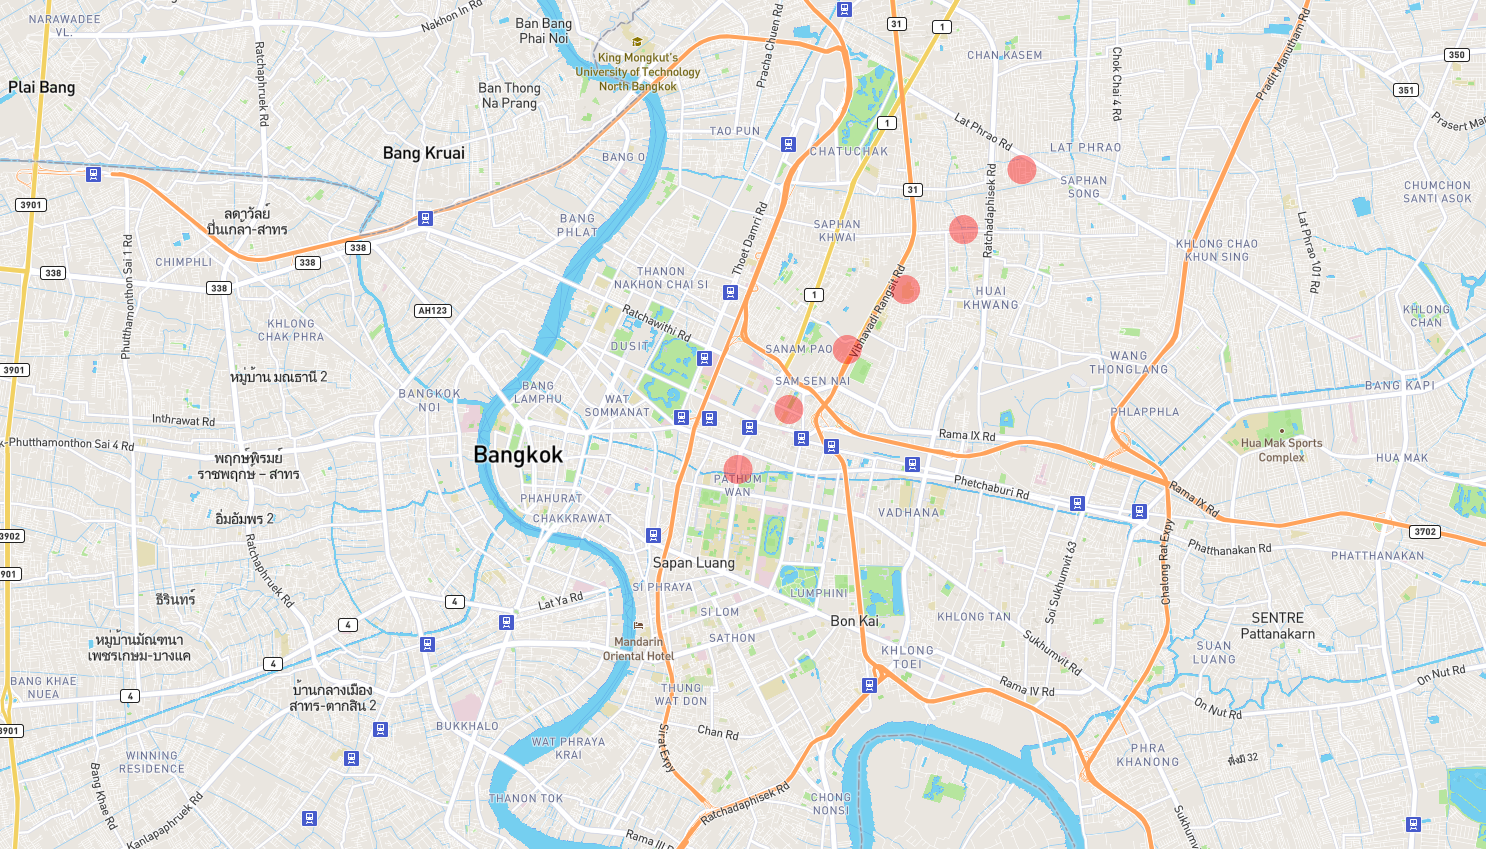 NARAWADEE
VL.
Nakhon In Rd
Ban Bang
Phai Noi
Pracha Chuen Rd
31
1
CHAN KASEM
Chok Chai 4 Rd
Pradit Manutham Rd
350
King Mongkut's
University of Technology
North Bangkok
Ratchaphruek Rd
Plai Bang
Ban Thong
Na Prang
351
Prasert Man
1
TAO PUN
Lat Phrao Rd
LAT PHRAO
CHATUCHAK
Bang Kruai
BANG O
Ratchadaphisek Rd
SAPHAN
SONG
31
CHUMCHON
SANTI ASOK
3901
ลดาวัลย์
ปิ่นเกล้า-สาทร
BANG
PHLAT
Thoet Damri Rd
SAPHAN
KHWAI
Lat Phrao 101 Rd
KHLONG CHAO
KHUN SING
338
338
CHIMPHLI
338
338
Phutthamonthon Sai 1 Rd
THANON
NAKHON CHAI SI
1
Vibhavadi Rangsit Rd
HUAI
KHWANG
AH123
KHLONG
CHAK PHRA
Ratchawithi Rd
KHLONG
CHAN
DUSIT
SANAM PAO
WANG
THONGLANG
3901
หมู่บ้าน มณธานี 2
BANG
LAMPHU
SAM SEN NAI
BANG KAPI
BANGKOK
NOI
WAT
SOMMANAT
PHLAPPHLA
Inthrawat Rd
k-Phutthamonthon Sai 4 Rd
Rama IX Rd
Hua Mak Sports
Complex
Bangkok
พฤกษ์พิรมย์
ราชพฤกษ์ – สาทร
HUA MAK
PATHUM
WAN
Phetchaburi Rd
Rama IX Rd
PHAHURAT
CHAKKRAWAT
อิ่มอัมพร 2
VADHANA
3902
3702
Ratchaphruek Rd
Sapan Luang
Soi Sukhumvit 63
Chalong Rat Expy
Phatthanakan Rd
PHATTHANAKAN
901
SI PHRAYA
LUMPHINI
ธีรินทร์
4
Lat Ya Rd
SI LOM
Bon Kai
KHLONG TAN
SENTRE
Pattanakarn
4
Mandarin
Oriental Hotel
SATHON
หมู่บ้านมัณฑนา
เพชรเกษม-บางแค
Sukhumvit Rd
SUAN
LUANG
KHLONG
TOEI
4
BANG KHAE
NUEA
4
บ้านกลางเมือง
สาทร-ตากสิน 2
THUNG
WAT DON
Rama IV Rd
On Nut Rd
On Nut Rd
3901
BUKKHALO
Sirat Expy
Chan Rd
WAT PHRAYA
KRAI
WINNING
RESIDENCE
PHRA
KHANONG
พึ่งมี 32
Bang Khae Rd
THANON TOK
Ratchadaphisek Rd
CHONG
NONSI
Kanlapaphruek Rd
Rama III Rd
Sukhumv